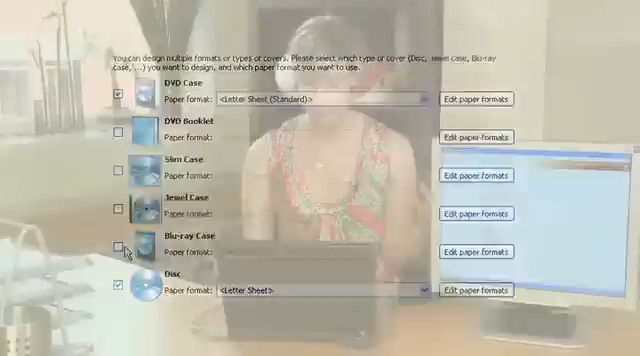 You can design multiple formats or types or covers. Please select which type or cover (Disc, Jewel case, Blu-ray
case, ...) you want to design, and which paper format you want to use.
DVD Case
Paper format: <Letter Sheet (Standard)> Edit paper formats
DVD Booklet
Paper format: Edit paper formats
Slim Case
Paper format: Edit paper formats
Jewel Case
Paper format: Edit paper formats
Blu-ray Case
Paper format: Edit paper formats
Disc
Paper format: <Letter Sheet> Edit paper formats